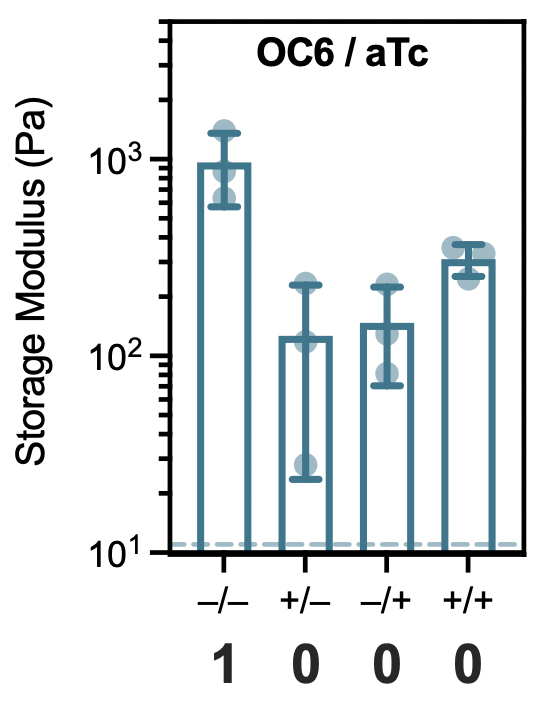 OC6 / aTc
Storage Modulus (Pa)
10³
10²
10¹
–/– +/– –/+ +/+
1 0 0 0